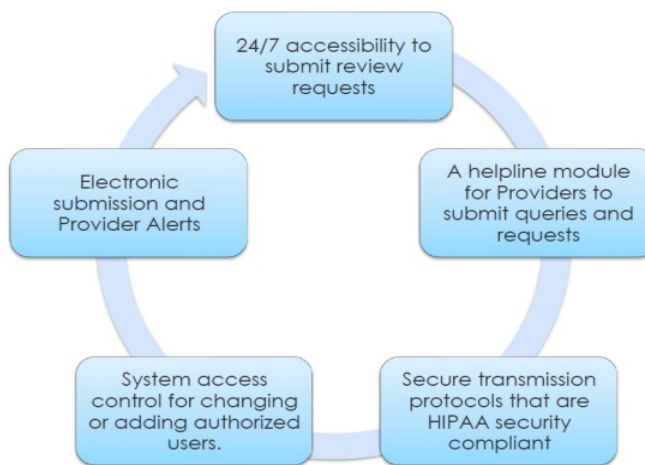 24/7 accessibility to
submit review
requests
A helpline module
for Providers to
submit queries and
requests
Secure transmission
protocols that are
HIPAA security
compliant
System access
control for changing
or adding authorized
users.
Electronic
submission and
Provider Alerts